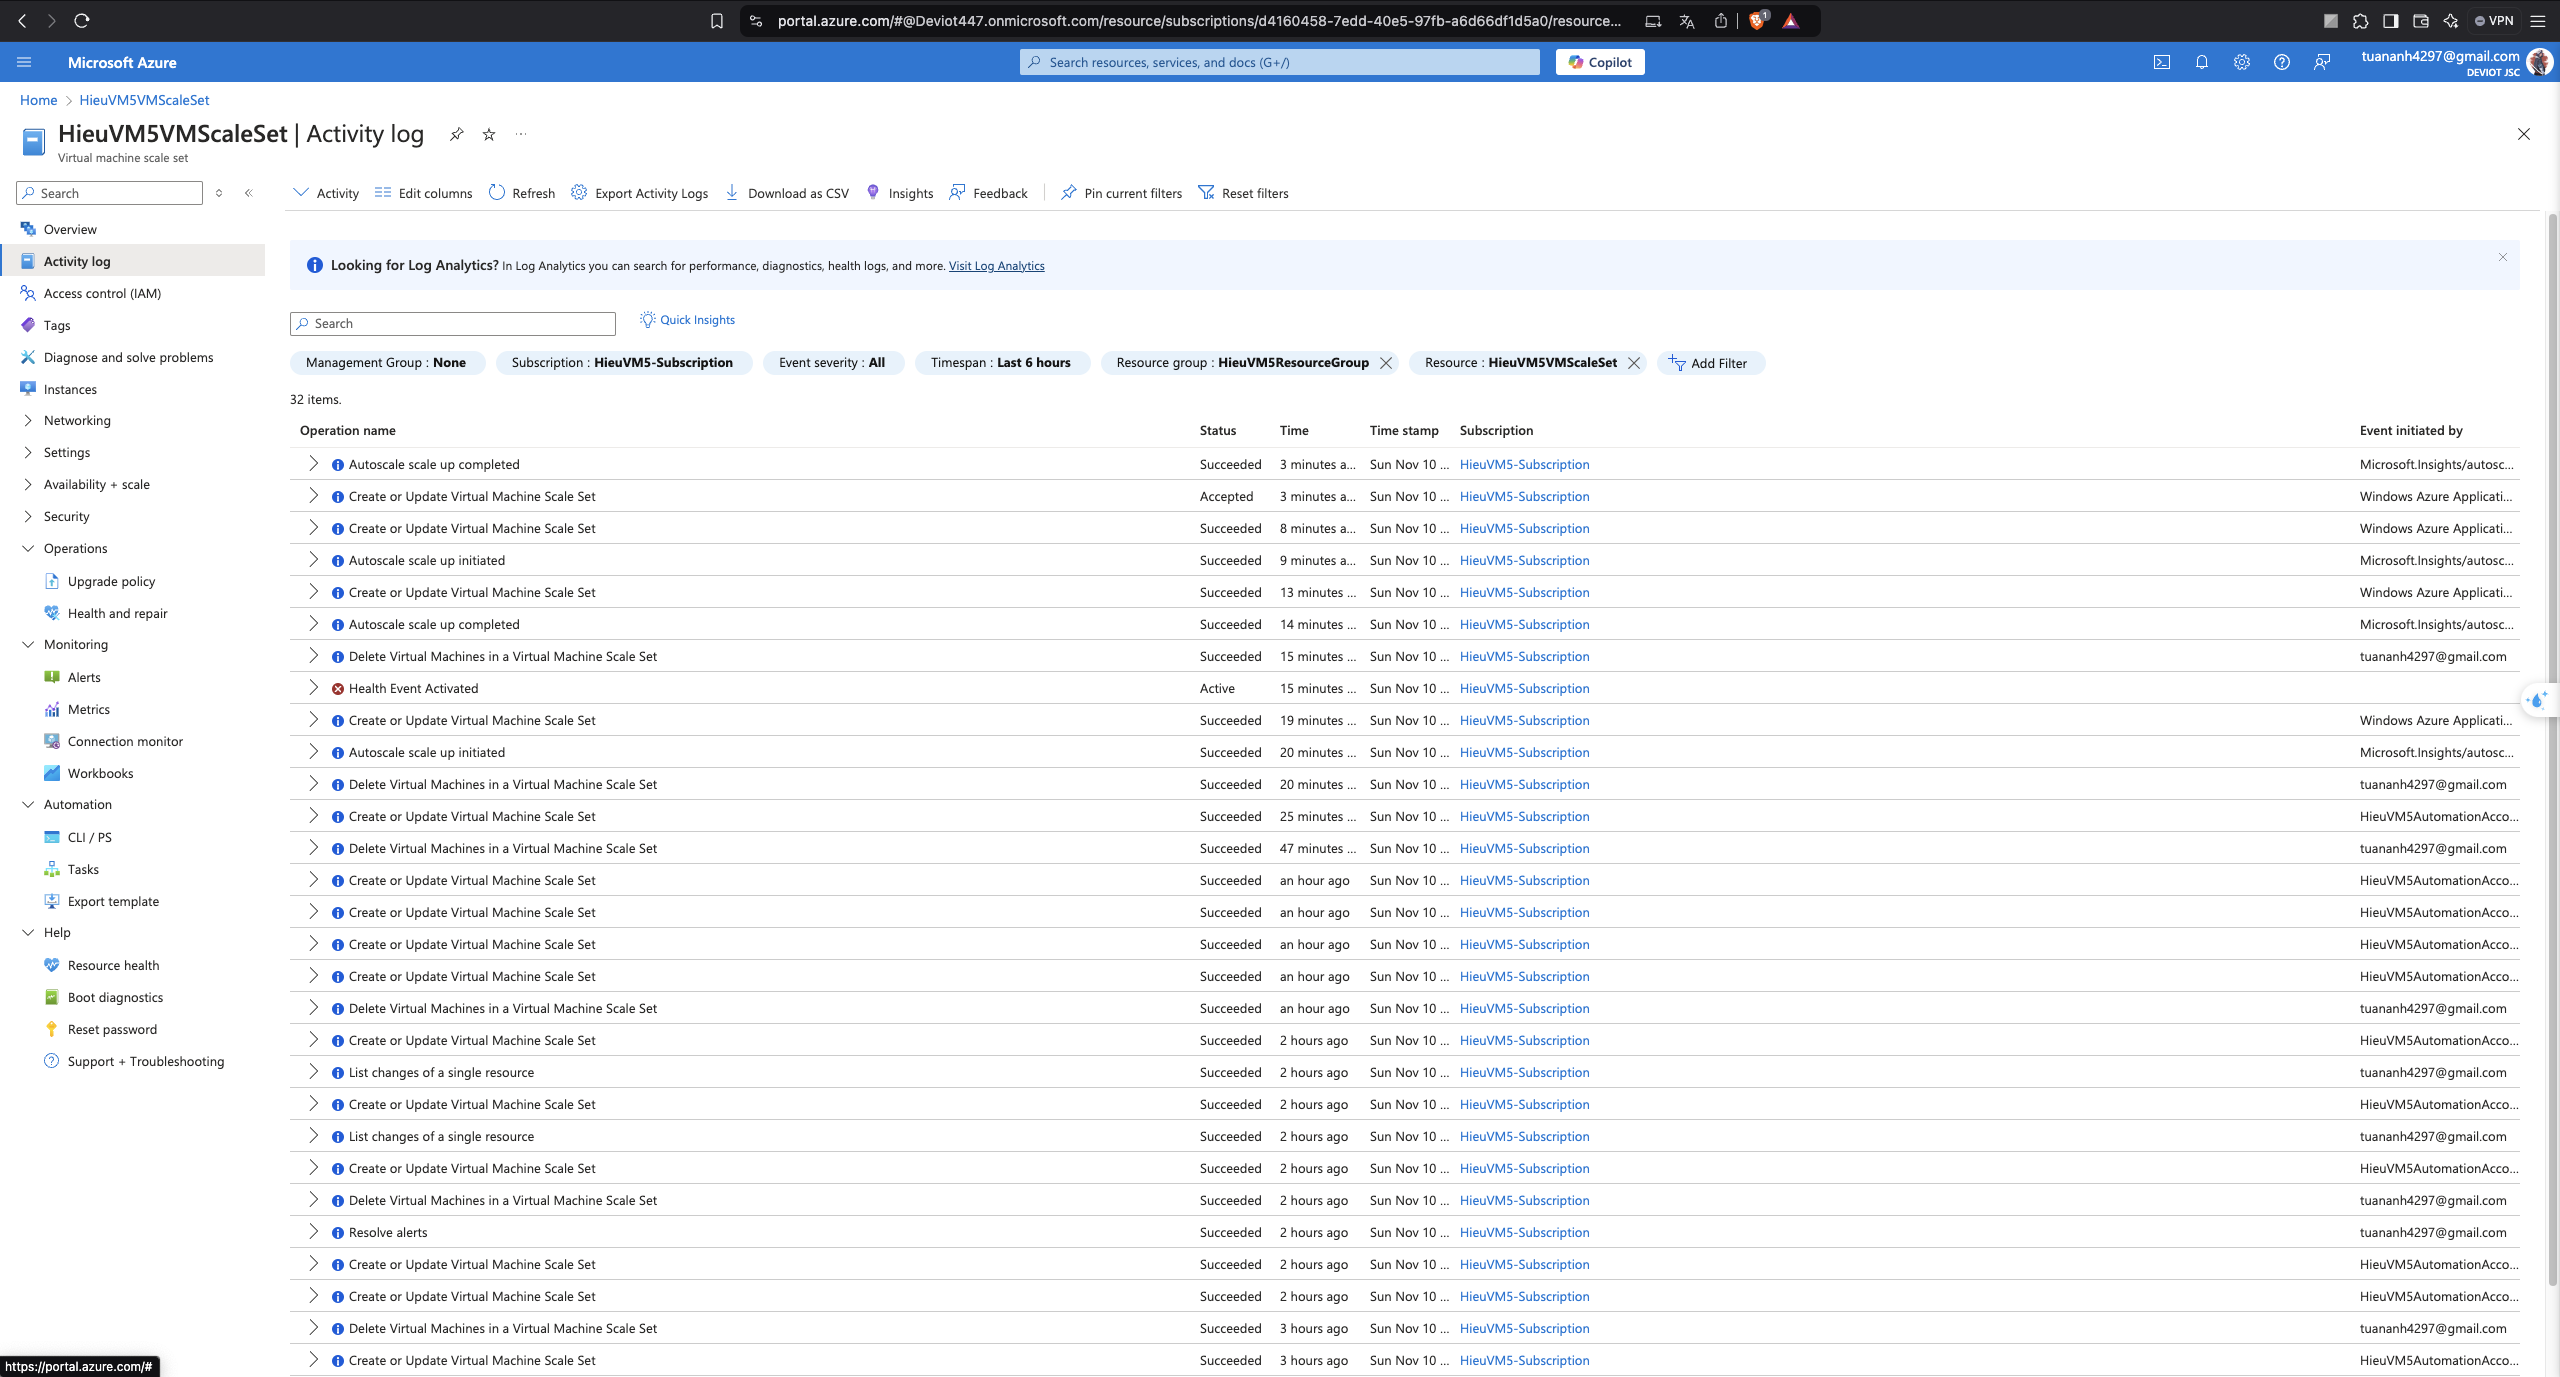 portal.azure.com/#@Deviot447.onmicrosoft.com/resource/subscriptions/d4160458-7edd-40e5-97fb-a6d66df1d5a0/resource...
1
VPN
Microsoft Azure
Search resources, services, and docs (G+/)
Copilot
tuananh4297@gmail.com
DEVIOT JSC
Home > HieuVM5VMScaleSet
HieuVM5VMScaleSet | Activity log
Virtual machine scale set
Search
Activity Edit columns Refresh Export Activity Logs Download as CSV Insights Feedback Pin current filters Reset filters
Overview
Activity log
Access control (IAM)
Tags
Diagnose and solve problems
Instances
Networking
Settings
Availability + scale
Security
Operations
Upgrade policy
Health and repair
Monitoring
Alerts
Metrics
Connection monitor
Workbooks
Automation
CLI / PS
Tasks
Export template
Help
Resource health
Boot diagnostics
Reset password
Support + Troubleshooting
Looking for Log Analytics? In Log Analytics you can search for performance, diagnostics, health logs, and more. Visit Log Analytics
Search
Quick Insights
Management Group : None Subscription : HieuVM5-Subscription Event severity : All Timespan : Last 6 hours Resource group : HieuVM5ResourceGroup Resource : HieuVM5VMScaleSet Add Filter
32 items.
Operation name Status Time Time stamp Subscription Event initiated by
Autoscale scale up completed Succeeded 3 minutes a... Sun Nov 10 ... HieuVM5-Subscription Microsoft.Insights/autosc...
Create or Update Virtual Machine Scale Set Accepted 3 minutes a... Sun Nov 10 ... HieuVM5-Subscription Windows Azure Applicati...
Create or Update Virtual Machine Scale Set Succeeded 8 minutes a... Sun Nov 10 ... HieuVM5-Subscription Windows Azure Applicati...
Autoscale scale up initiated Succeeded 9 minutes a... Sun Nov 10 ... HieuVM5-Subscription Microsoft.Insights/autosc...
Create or Update Virtual Machine Scale Set Succeeded 13 minutes ... Sun Nov 10 ... HieuVM5-Subscription Windows Azure Applicati...
Autoscale scale up completed Succeeded 14 minutes ... Sun Nov 10 ... HieuVM5-Subscription Microsoft.Insights/autosc...
Delete Virtual Machines in a Virtual Machine Scale Set Succeeded 15 minutes ... Sun Nov 10 ... HieuVM5-Subscription tuananh4297@gmail.com
Health Event Activated Active 15 minutes ... Sun Nov 10 ... HieuVM5-Subscription
Create or Update Virtual Machine Scale Set Succeeded 19 minutes ... Sun Nov 10 ... HieuVM5-Subscription Windows Azure Applicati...
Autoscale scale up initiated Succeeded 20 minutes ... Sun Nov 10 ... HieuVM5-Subscription Microsoft.Insights/autosc...
Delete Virtual Machines in a Virtual Machine Scale Set Succeeded 20 minutes ... Sun Nov 10 ... HieuVM5-Subscription tuananh4297@gmail.com
Create or Update Virtual Machine Scale Set Succeeded 25 minutes ... Sun Nov 10 ... HieuVM5-Subscription HieuVM5AutomationAcco...
Delete Virtual Machines in a Virtual Machine Scale Set Succeeded 47 minutes ... Sun Nov 10 ... HieuVM5-Subscription tuananh4297@gmail.com
Create or Update Virtual Machine Scale Set Succeeded an hour ago Sun Nov 10 ... HieuVM5-Subscription HieuVM5AutomationAcco...
Create or Update Virtual Machine Scale Set Succeeded an hour ago Sun Nov 10 ... HieuVM5-Subscription HieuVM5AutomationAcco...
Create or Update Virtual Machine Scale Set Succeeded an hour ago Sun Nov 10 ... HieuVM5-Subscription HieuVM5AutomationAcco...
Create or Update Virtual Machine Scale Set Succeeded an hour ago Sun Nov 10 ... HieuVM5-Subscription HieuVM5AutomationAcco...
Delete Virtual Machines in a Virtual Machine Scale Set Succeeded an hour ago Sun Nov 10 ... HieuVM5-Subscription tuananh4297@gmail.com
Create or Update Virtual Machine Scale Set Succeeded 2 hours ago Sun Nov 10 ... HieuVM5-Subscription HieuVM5AutomationAcco...
List changes of a single resource Succeeded 2 hours ago Sun Nov 10 ... HieuVM5-Subscription tuananh4297@gmail.com
Create or Update Virtual Machine Scale Set Succeeded 2 hours ago Sun Nov 10 ... HieuVM5-Subscription HieuVM5AutomationAcco...
List changes of a single resource Succeeded 2 hours ago Sun Nov 10 ... HieuVM5-Subscription tuananh4297@gmail.com
Create or Update Virtual Machine Scale Set Succeeded 2 hours ago Sun Nov 10 ... HieuVM5-Subscription HieuVM5AutomationAcco...
Delete Virtual Machines in a Virtual Machine Scale Set Succeeded 2 hours ago Sun Nov 10 ... HieuVM5-Subscription tuananh4297@gmail.com
Resolve alerts Succeeded 2 hours ago Sun Nov 10 ... HieuVM5-Subscription tuananh4297@gmail.com
Create or Update Virtual Machine Scale Set Succeeded 2 hours ago Sun Nov 10 ... HieuVM5-Subscription HieuVM5AutomationAcco...
Create or Update Virtual Machine Scale Set Succeeded 2 hours ago Sun Nov 10 ... HieuVM5-Subscription HieuVM5AutomationAcco...
Delete Virtual Machines in a Virtual Machine Scale Set Succeeded 3 hours ago Sun Nov 10 ... HieuVM5-Subscription tuananh4297@gmail.com
Create or Update Virtual Machine Scale Set Succeeded 3 hours ago Sun Nov 10 ... HieuVM5-Subscription HieuVM5AutomationAcco...
https://portal.azure.com/#